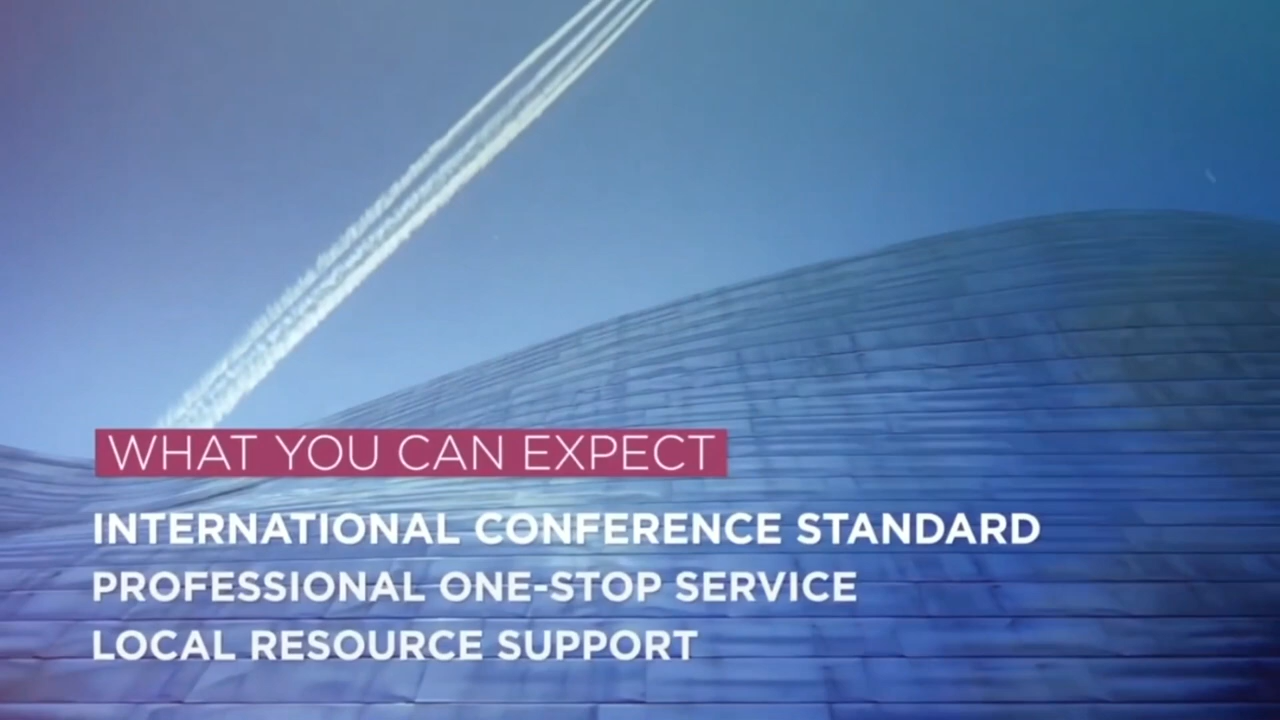 WHAT YOU CAN EXPECT
INTERNATIONAL CONFERENCE STANDARD
PROFESSIONAL ONE-STOP SERVICE
LOCAL RESOURCE SUPPORT